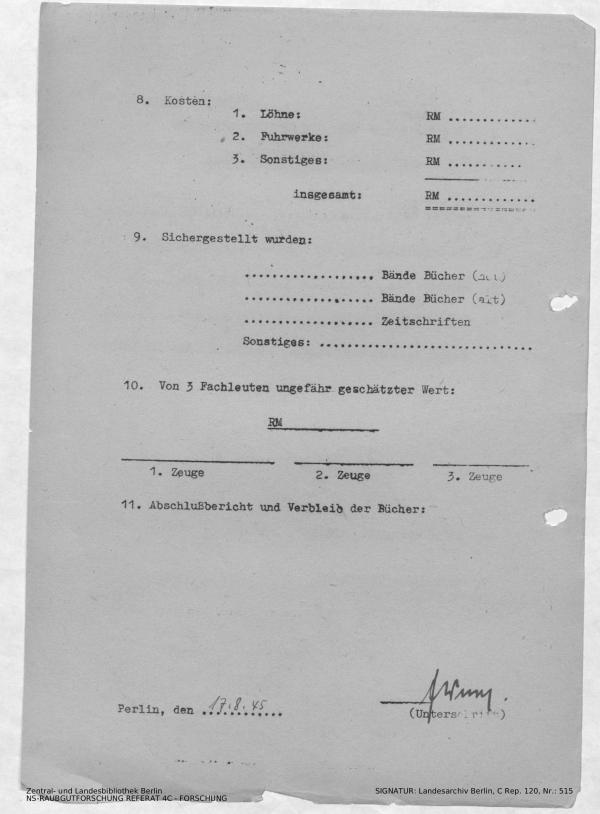 8. Kosten:
1. Löhne: RM .............
2. Fuhrwerke: RM .............
3. Sonstiges: RM ...........
insgesamt: RM .............
9. Sichergestellt wurden:
................... Bände Bücher (neu)
................... Bände Bücher (alt)
................... Zeitschriften
Sonstiges: ...............................
10. Von 3 Fachleuten ungefähr geschätzter Wert:
RM
1. Zeuge 2. Zeuge 3. Zeuge
11. Abschlußbericht und Verbleib der Bücher:
Berlin, den 17.8.45
(Unterschrift)
Zentral- und Landesbibliothek Berlin
NS-RAUBGUTFORSCHUNG REFERAT 4C - FORSCHUNG
SIGNATUR: Landesarchiv Berlin, C Rep. 120, Nr.: 515